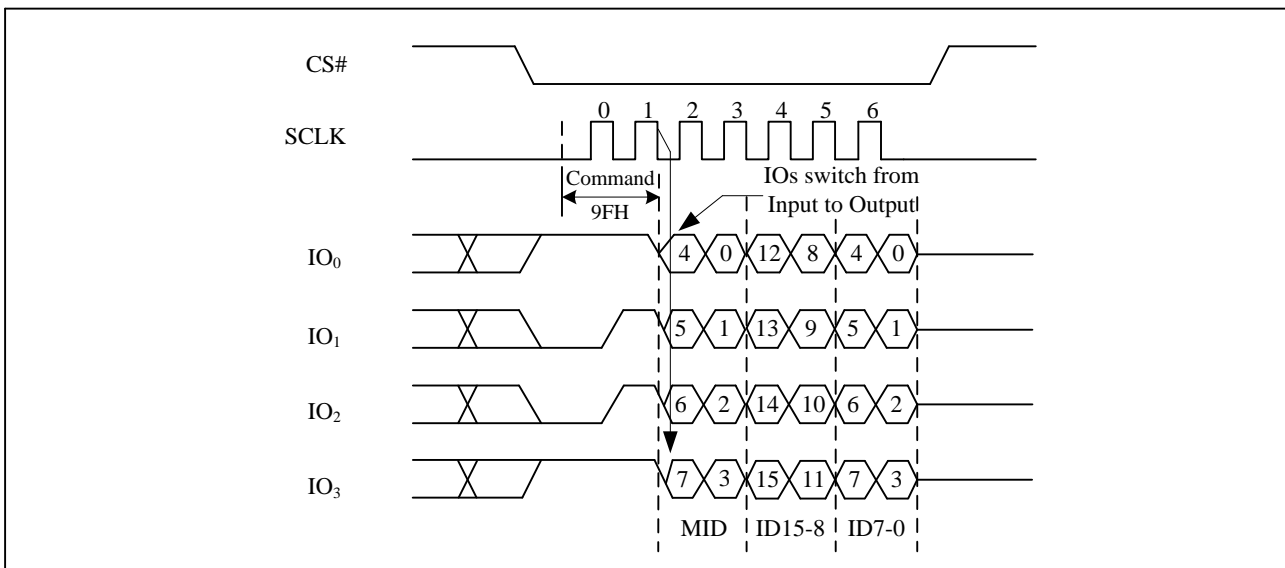 CS#
0 1 2 3 4 5 6
SCLK
Command
9FH
IOs switch from
Input to Output
IO0 4 0 12 8 4 0
IO1 5 1 13 9 5 1
IO2 6 2 14 10 6 2
IO3 7 3 15 11 7 3
MID ID15-8 ID7-0